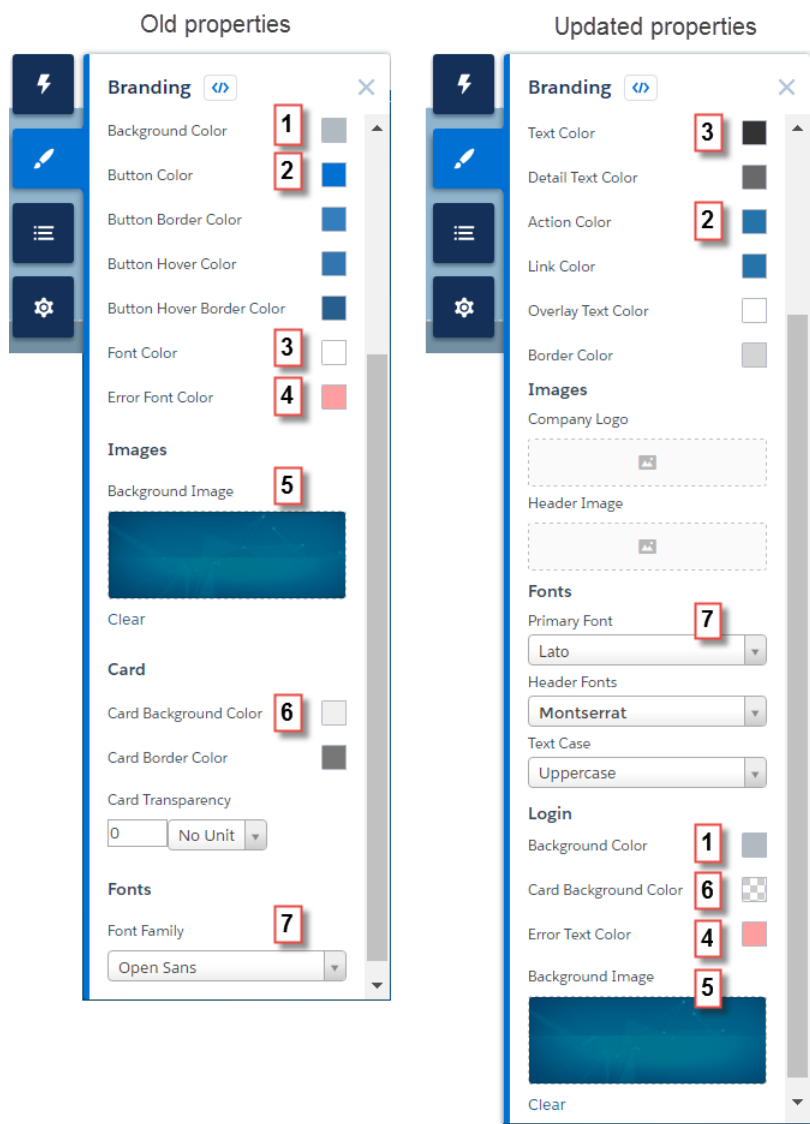 Old properties
Branding </>
Background Color 1
Button Color 2
Button Border Color
Button Hover Color
Button Hover Border Color
Font Color 3
Error Font Color 4
Images
Background Image 5
Clear
Card
Card Background Color 6
Card Border Color
Card Transparency
0 No Unit
Fonts
Font Family 7
Open Sans
Updated properties
Branding </>
Text Color 3
Detail Text Color
Action Color 2
Link Color
Overlay Text Color
Border Color
Images
Company Logo
Header Image
Fonts
Primary Font 7
Lato
Header Fonts
Montserrat
Text Case
Uppercase
Login
Background Color 1
Card Background Color 6
Error Text Color 4
Background Image 5
Clear